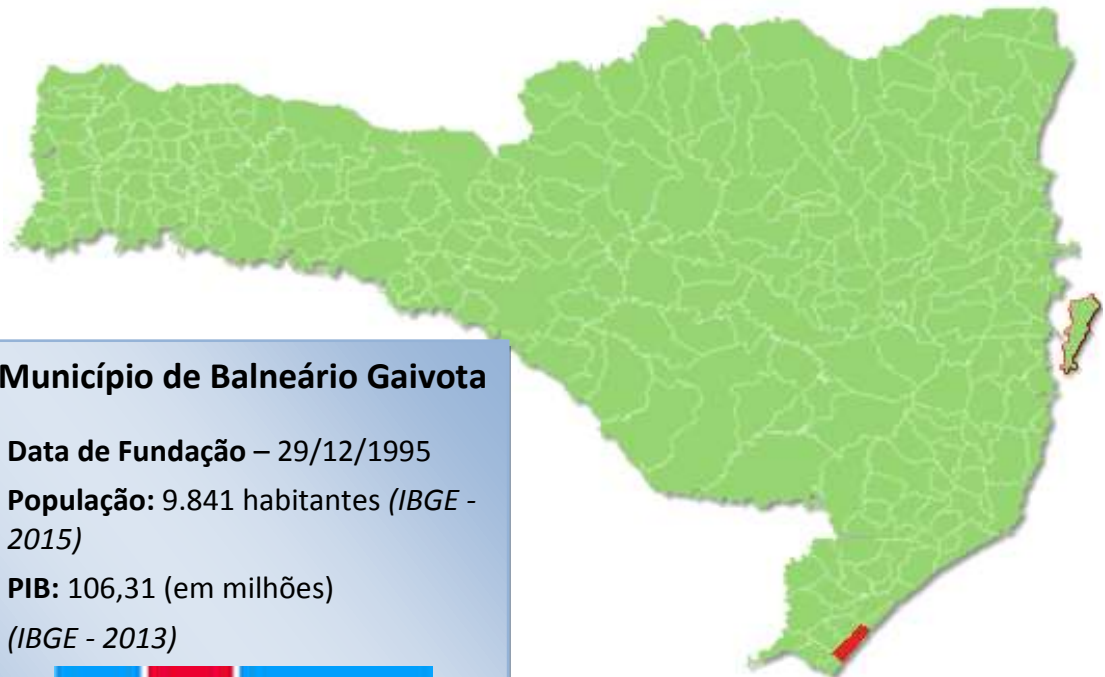 Município de Balneário Gaivota
Data de Fundação – 29/12/1995
População: 9.841 habitantes (IBGE -
2015)
PIB: 106,31 (em milhões)
(IBGE - 2013)